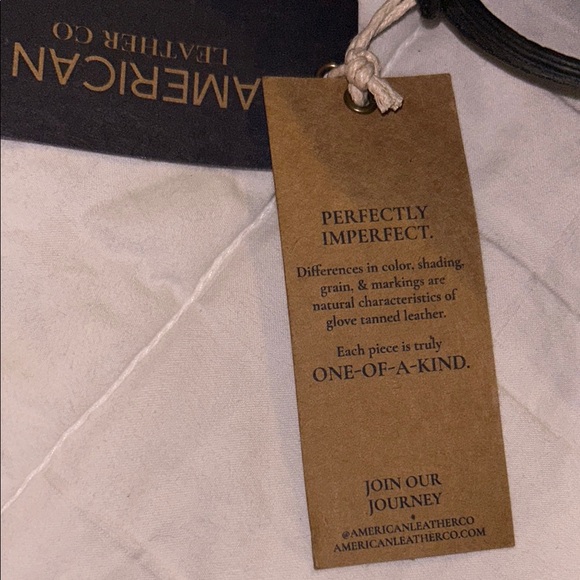 AMERICAN
LEATHER CO
PERFECTLY
IMPERFECT.
Differences in color, shading,
grain, & markings are
natural characteristics of
glove tanned leather.
Each piece is truly
ONE-OF-A-KIND.
JOIN OUR
JOURNEY
@AMERICANLEATHERCO
AMERICANLEATHERCO.COM